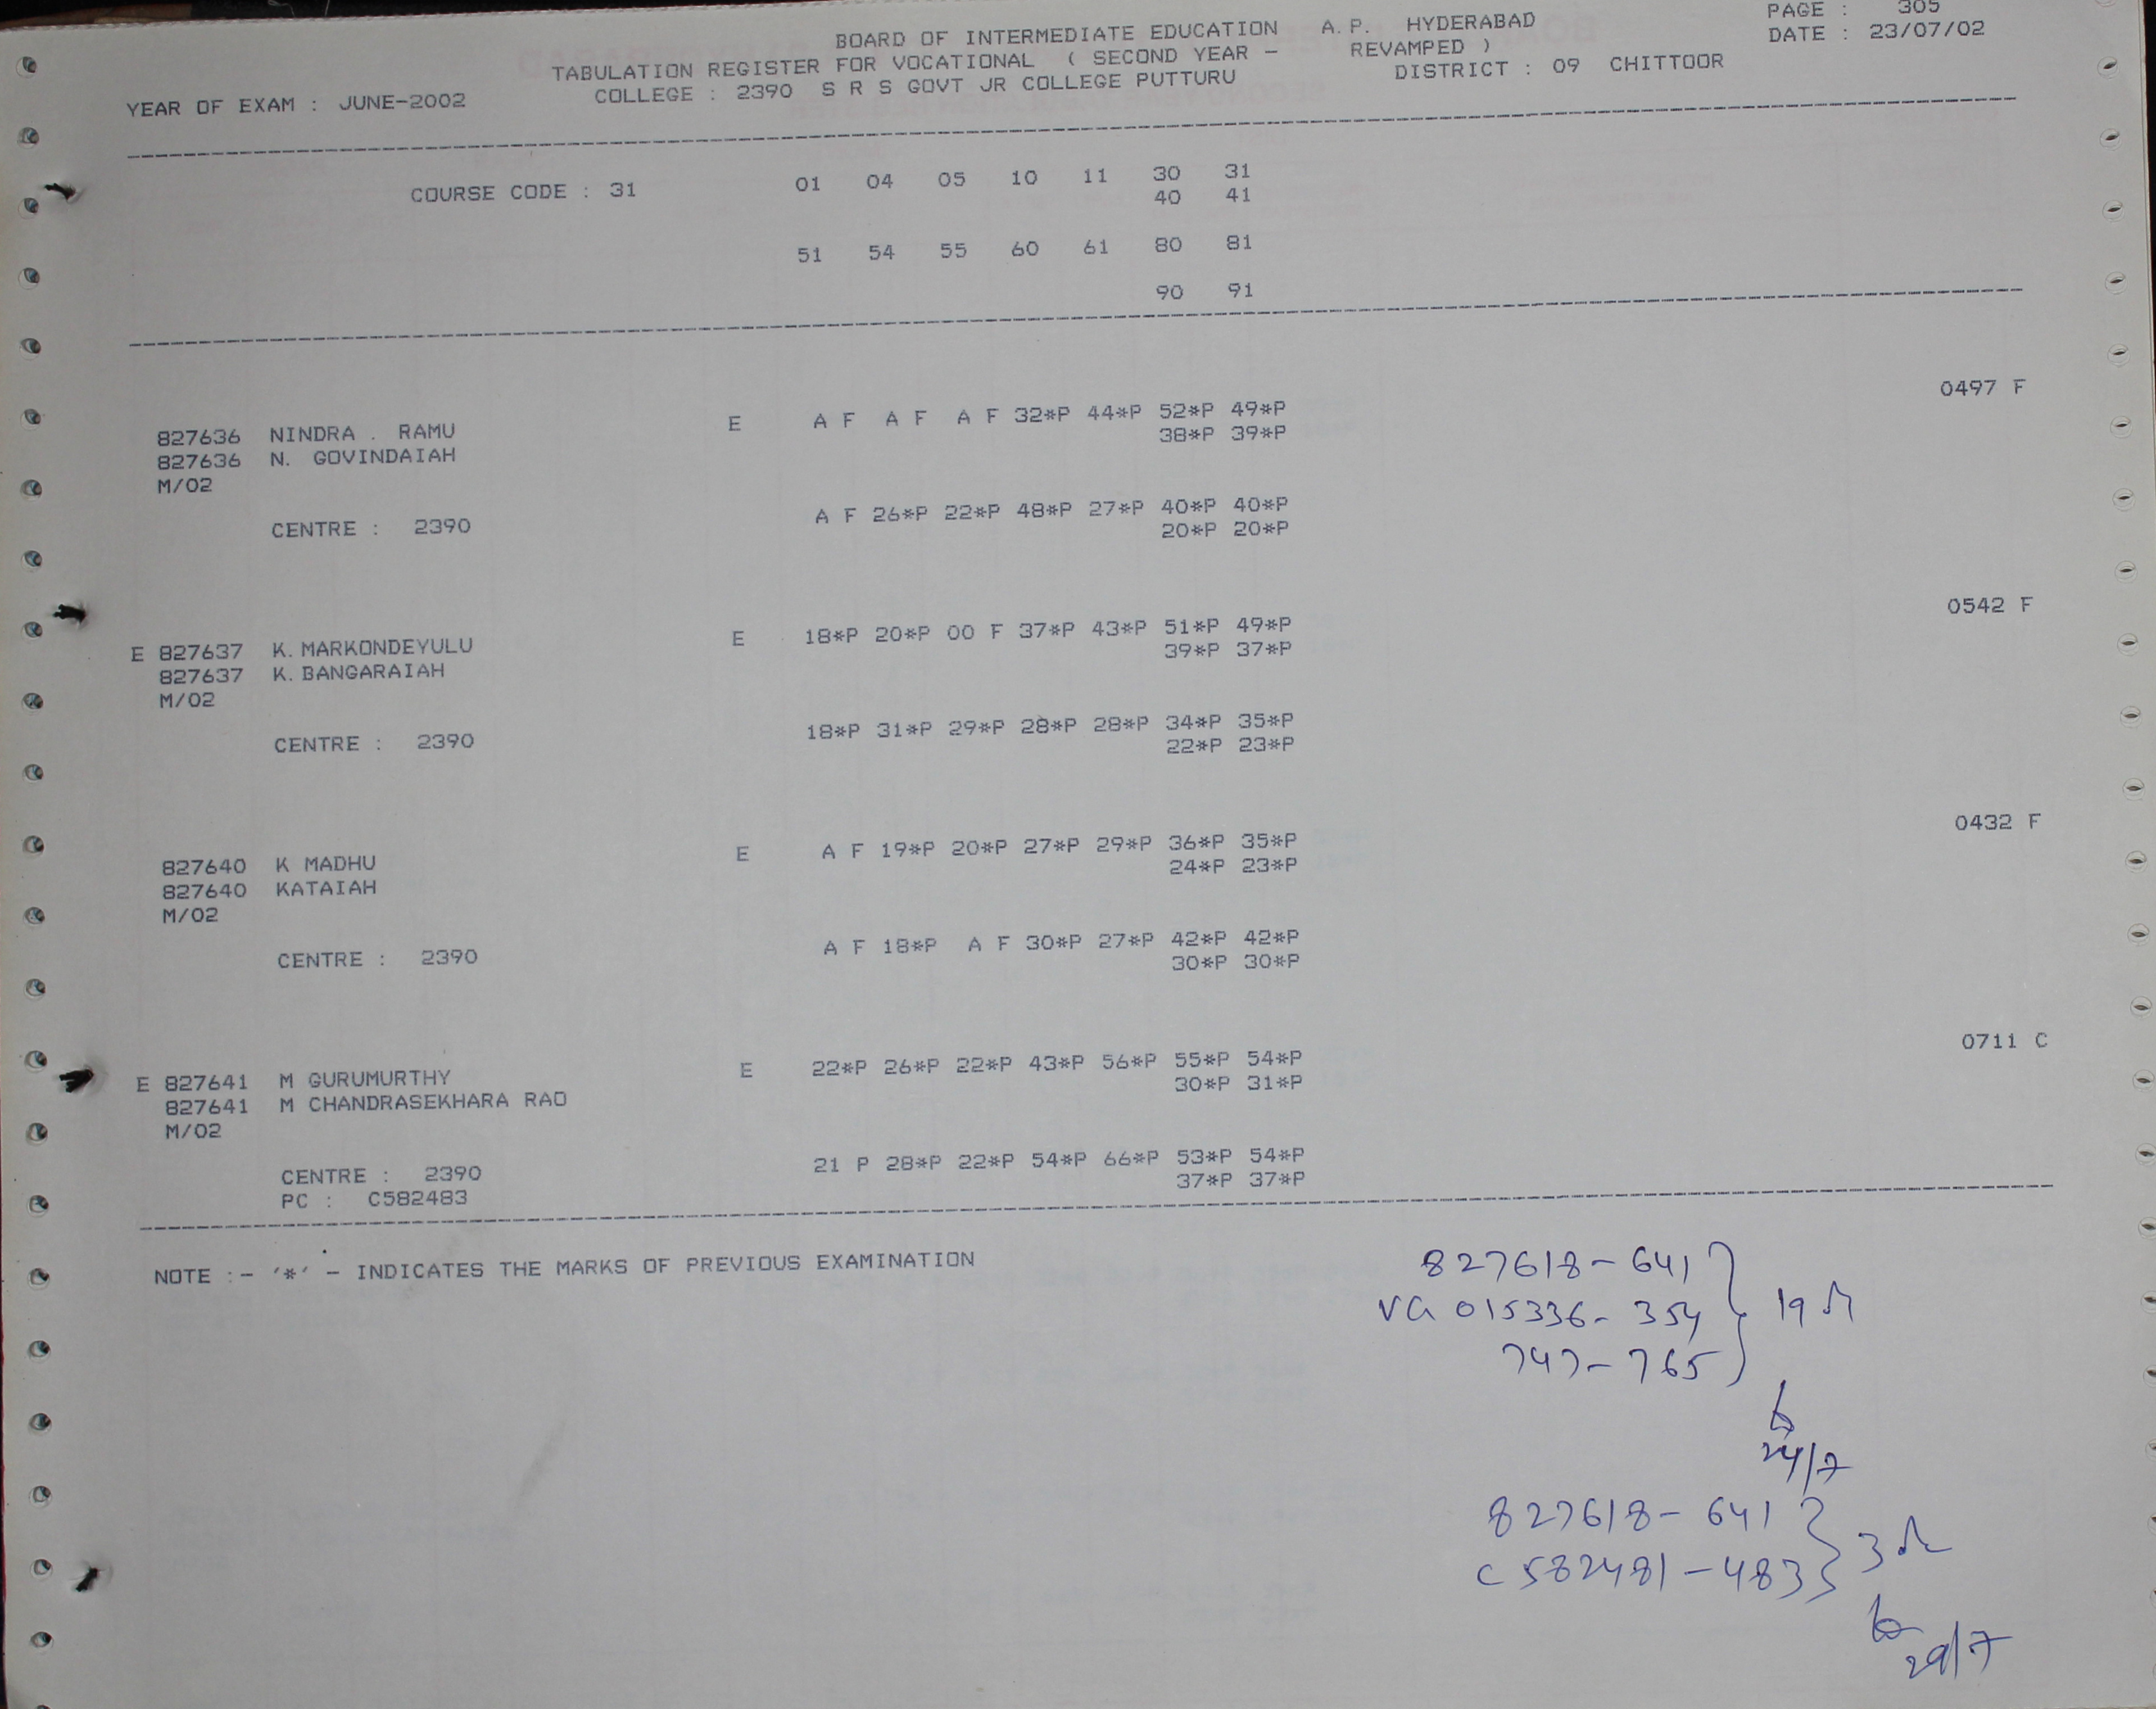 PAGE : 305
BOARD OF INTERMEDIATE EDUCATION A.P. HYDERABAD DATE : 23/07/02
TABULATION REGISTER FOR VOCATIONAL ( SECOND YEAR - REVAMPED )
YEAR OF EXAM : JUNE-2002 COLLEGE : 2390 S R S GOVT JR COLLEGE PUTTURU DISTRICT : 09 CHITTOOR
COURSE CODE : 31 01 04 05 10 11 30 31
40 41
51 54 55 60 61 80 81
90 91
0497 F
827636 NINDRA . RAMU E A F A F A F 32*P 44*P 52*P 49*P
827636 N. GOVINDAIAH 38*P 39*P
M/02
CENTRE : 2390 A F 26*P 22*P 48*P 27*P 40*P 40*P
20*P 20*P
0542 F
E 827637 K. MARKONDEYULU E 18*P 20*P 00 F 37*P 43*P 51*P 49*P
827637 K. BANGARAIAH 39*P 37*P
M/02
CENTRE : 2390 18*P 31*P 29*P 28*P 28*P 34*P 35*P
22*P 23*P
0432 F
827640 K MADHU E A F 19*P 20*P 27*P 29*P 36*P 35*P
827640 KATAIAH 24*P 23*P
M/02
CENTRE : 2390 A F 18*P A F 30*P 27*P 42*P 42*P
30*P 30*P
0711 C
E 827641 M GURUMURTHY E 22*P 26*P 22*P 43*P 56*P 55*P 54*P
827641 M CHANDRASEKHARA RAO 30*P 31*P
M/02
CENTRE : 2390 21 P 28*P 22*P 54*P 66*P 53*P 54*P
PC : C582483 37*P 37*P
NOTE :- '*' - INDICATES THE MARKS OF PREVIOUS EXAMINATION
827618-641
VG 015336-354 19
747-765
24/7
827618-641
C582481-483 3
29/7